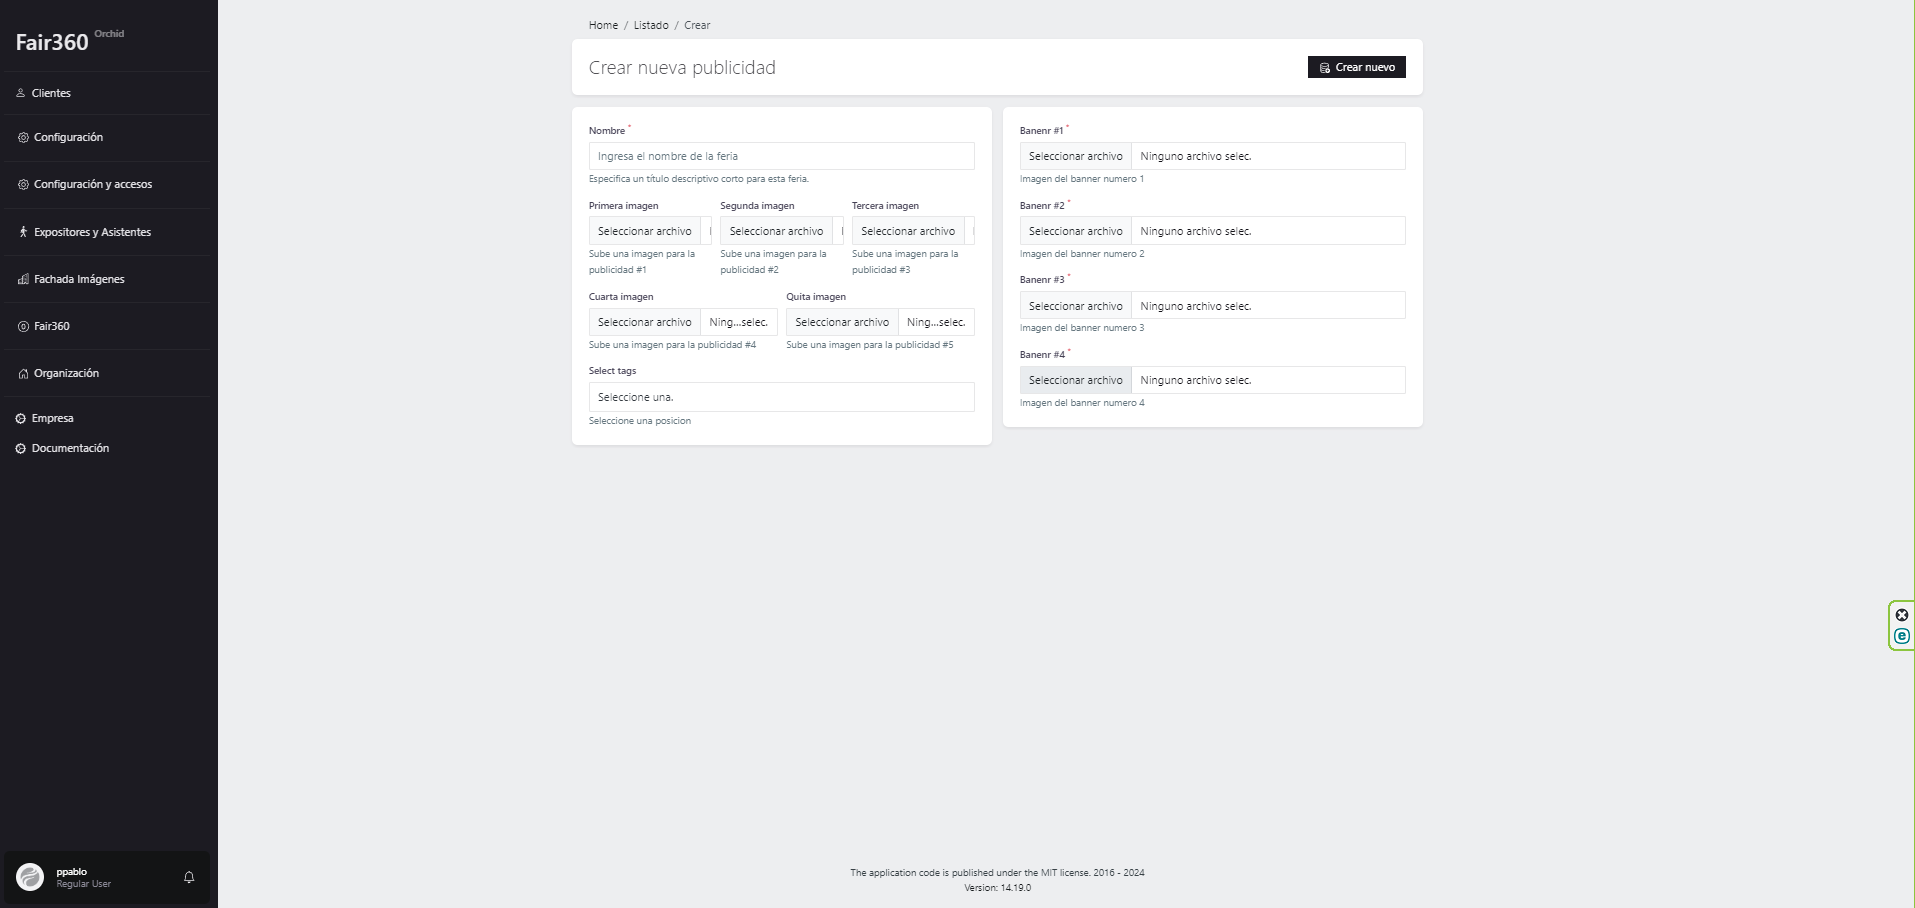 Fair360 Orchid
Clientes
Configuración
Configuración y accesos
Expositores y Asistentes
Fachada Imágenes
Fair360
Organización
Empresa
Documentación
ppablo
Regular User
Home / Listado / Crear
Crear nueva publicidad
Crear nuevo
Nombre *
Ingresa el nombre de la feria
Especifica un título descriptivo corto para esta feria.
Primera imagen Segunda imagen Tercera imagen
Seleccionar archivo Seleccionar archivo Seleccionar archivo
Sube una imagen para la Sube una imagen para la Sube una imagen para la
publicidad #1 publicidad #2 publicidad #3
Cuarta imagen Quita imagen
Seleccionar archivo Ning...selec. Seleccionar archivo Ning...selec.
Sube una imagen para la publicidad #4 Sube una imagen para la publicidad #5
Select tags
Seleccione una.
Seleccione una posicion
Banenr #1 *
Seleccionar archivo Ninguno archivo selec.
Imagen del banner numero 1
Banenr #2 *
Seleccionar archivo Ninguno archivo selec.
Imagen del banner numero 2
Banenr #3 *
Seleccionar archivo Ninguno archivo selec.
Imagen del banner numero 3
Banenr #4 *
Seleccionar archivo Ninguno archivo selec.
Imagen del banner numero 4
The application code is published under the MIT license. 2016 - 2024
Version: 14.19.0